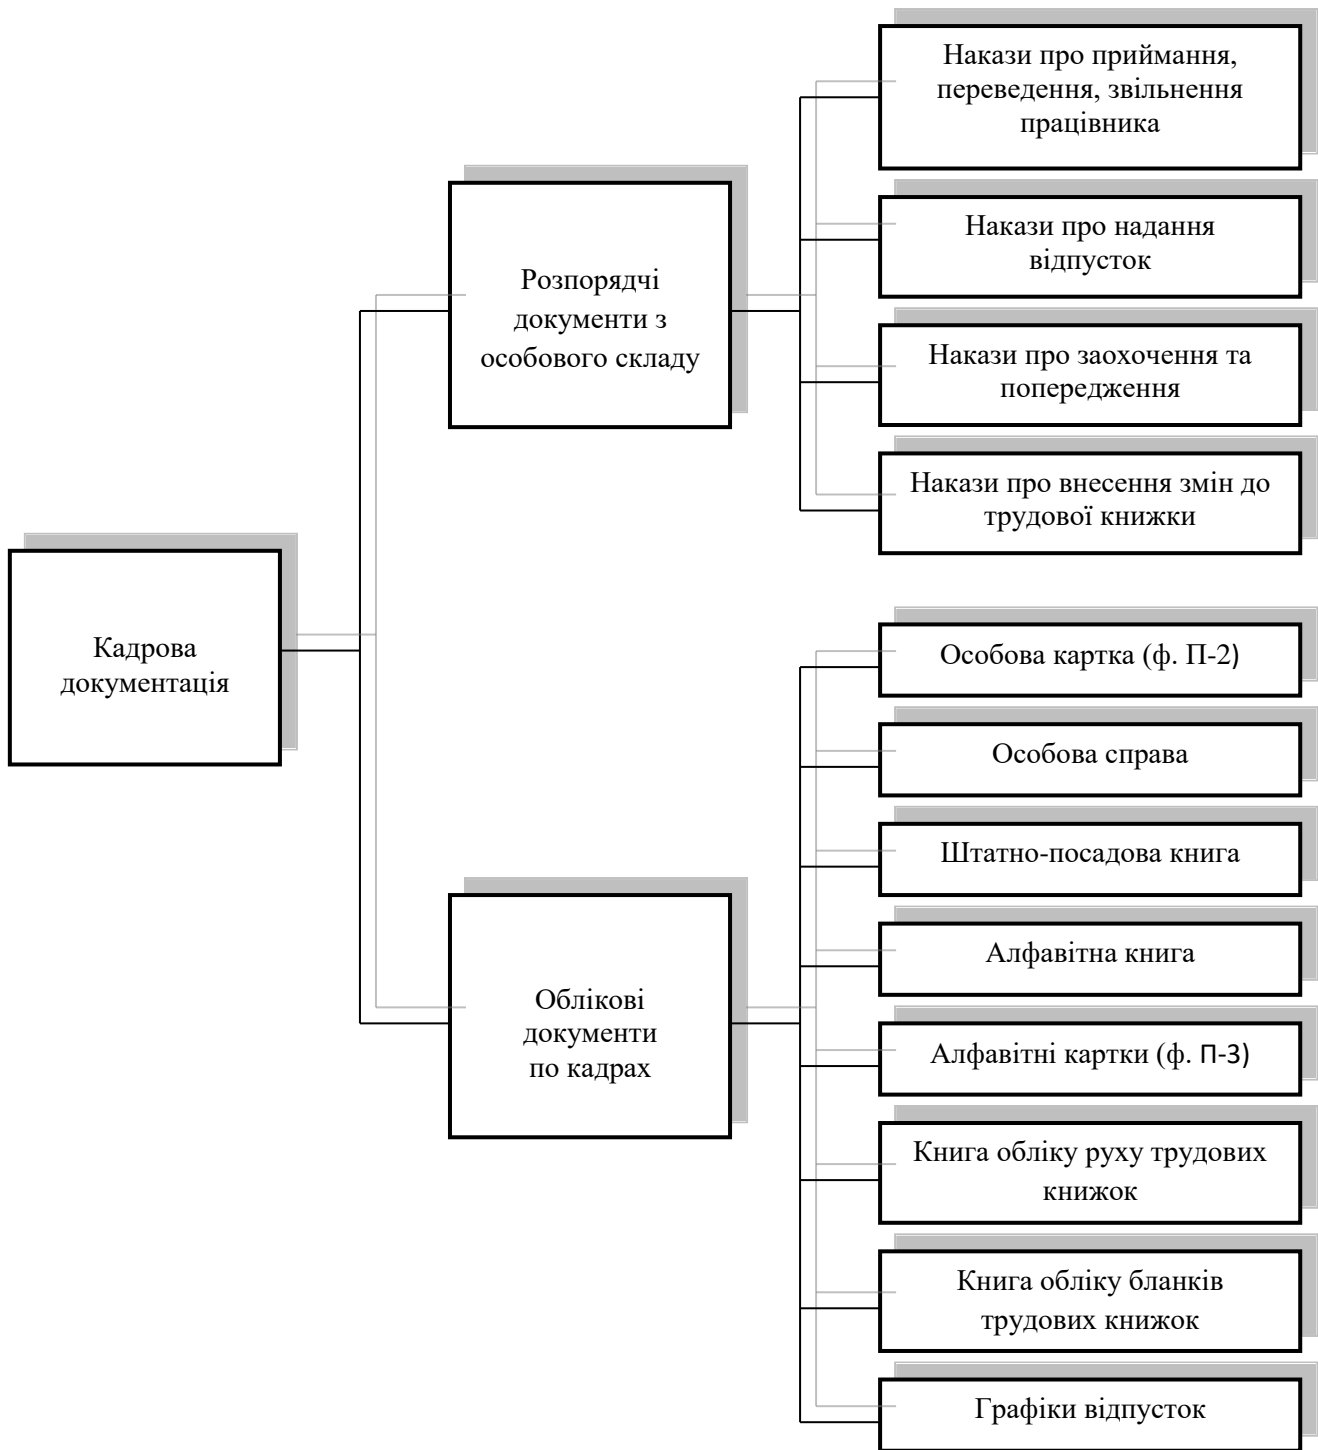 Кадрова
документація
Розпорядчі
документи з
особового складу
Накази про приймання,
переведення, звільнення
працівника
Накази про надання
відпусток
Накази про заохочення та
попередження
Накази про внесення змін до
трудової книжки
Облікові
документи
по кадрах
Особова картка (ф. П-2)
Особова справа
Штатно-посадова книга
Алфавітна книга
Алфавітні картки (ф. П-3)
Книга обліку руху трудових
книжок
Книга обліку бланків
трудових книжок
Графіки відпусток